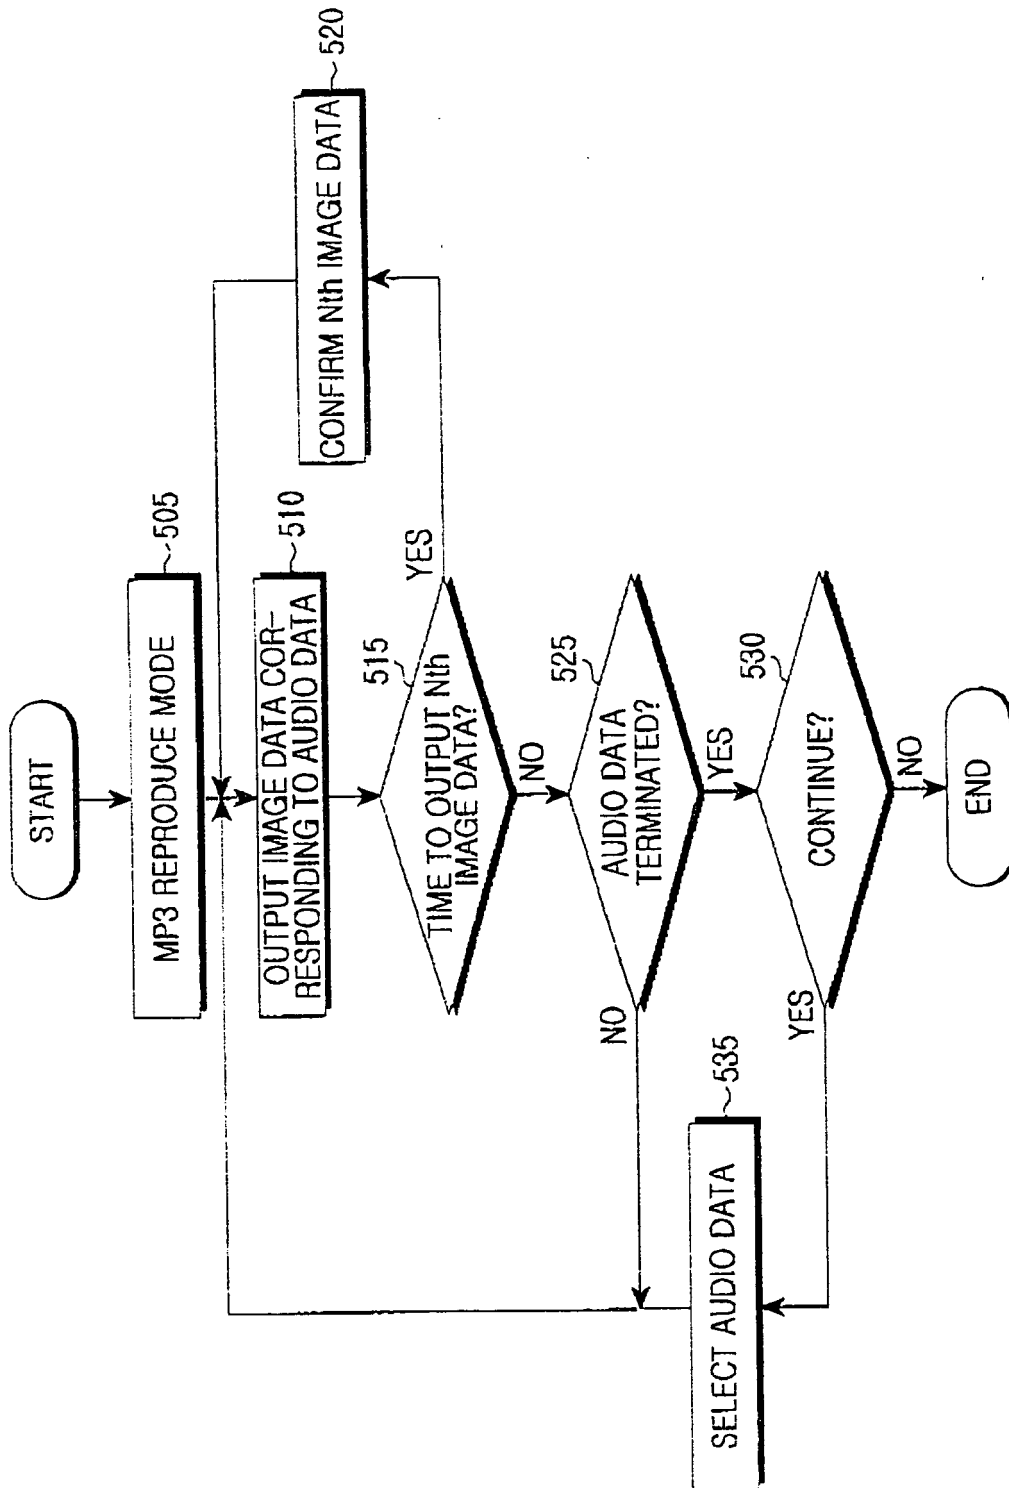 START
MP3 REPRODUCE MODE
505
OUTPUT IMAGE DATA COR-
RESPONDING TO AUDIO DATA
510
TIME TO OUTPUT Nth
IMAGE DATA?
515
YES
NO
CONFIRM Nth IMAGE DATA
520
AUDIO DATA
TERMINATED?
525
NO
YES
CONTINUE?
530
YES
NO
SELECT AUDIO DATA
535
END